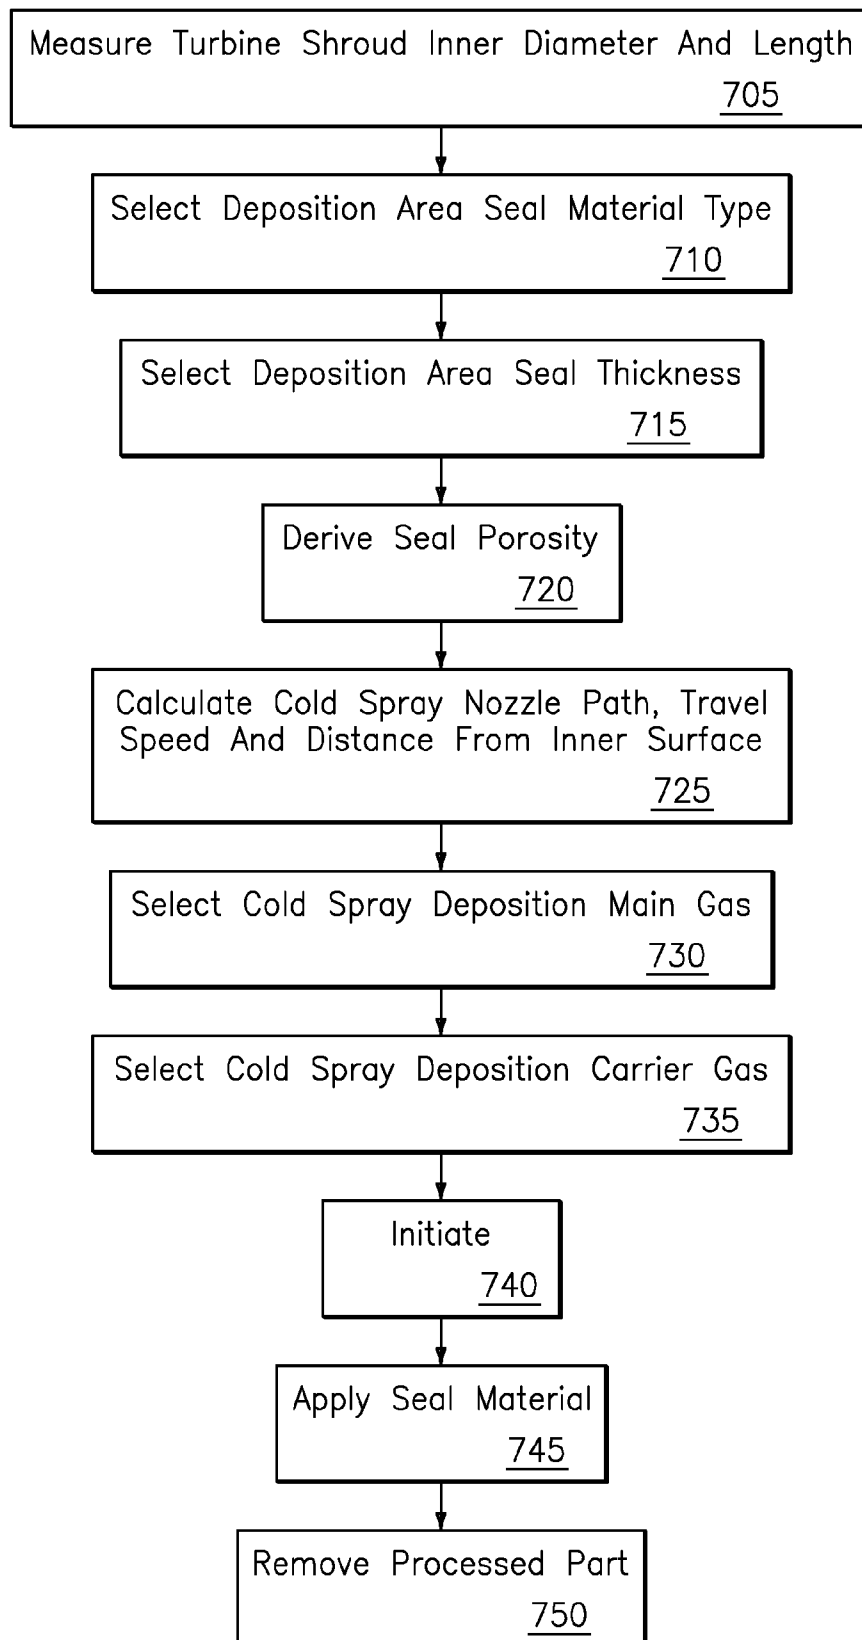 Measure Turbine Shroud Inner Diameter And Length
705
Select Deposition Area Seal Material Type
710
Select Deposition Area Seal Thickness
715
Derive Seal Porosity
720
Calculate Cold Spray Nozzle Path, Travel
Speed And Distance From Inner Surface
725
Select Cold Spray Deposition Main Gas
730
Select Cold Spray Deposition Carrier Gas
735
Initiate
740
Apply Seal Material
745
Remove Processed Part
750